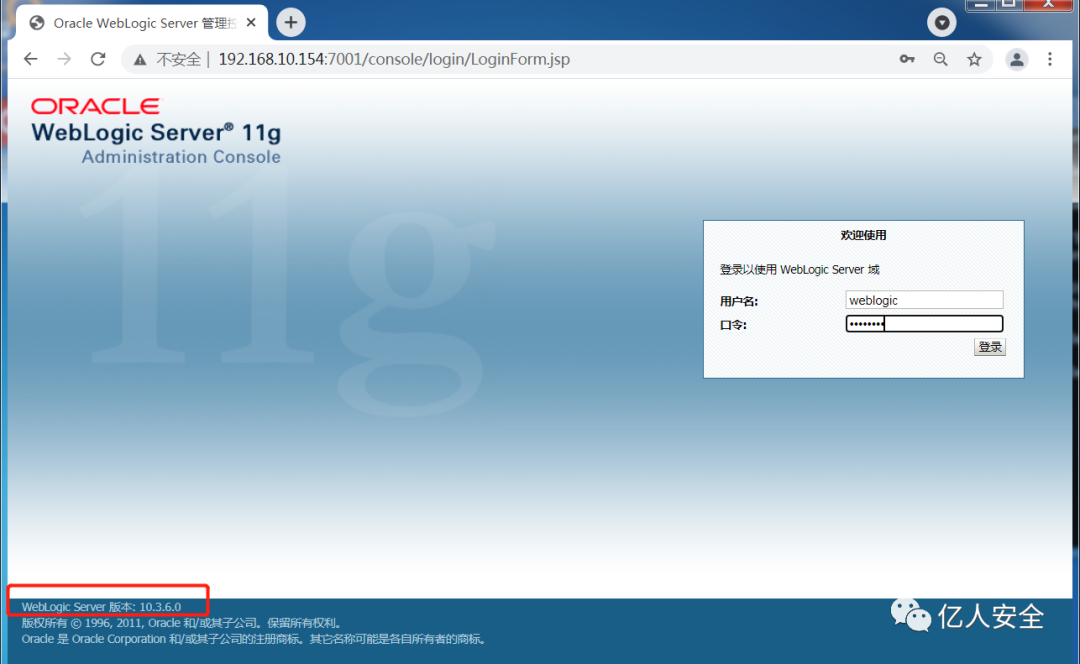 Oracle WebLogic Server 管理控
不安全 | 192.168.10.154:7001/console/login/LoginForm.jsp
ORACLE
WebLogic Server® 11g
Administration Console
11g
欢迎使用
登录以使用 WebLogic Server 域
用户名: weblogic
口令: ••••••••
登录
WebLogic Server 版本: 10.3.6.0
版权所有 © 1996, 2011, Oracle 和/或其子公司。保留所有权利。
Oracle 是 Oracle Corporation 和/或其子公司的注册商标。其它名称可能是各自所有者的商标。
亿人安全